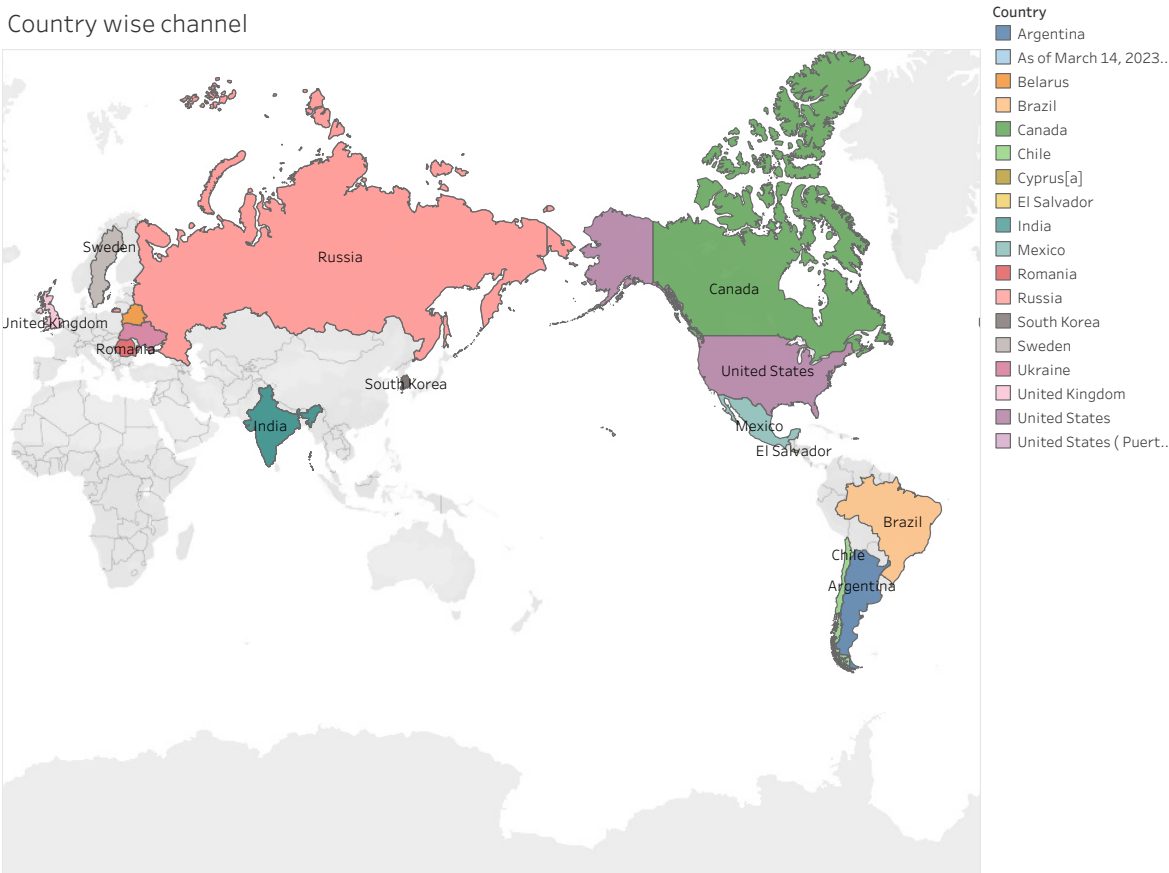 Country wise channel
Country
Argentina
As of March 14, 2023..
Belarus
Brazil
Canada
Chile
Cyprus[a]
El Salvador
India
Mexico
Romania
Russia
South Korea
Sweden
Ukraine
United Kingdom
United States
United States ( Puert..
Sweden
Russia
Canada
United Kingdom
Romania
United States
South Korea
India
Mexico
El Salvador
Brazil
Chile
Argentina